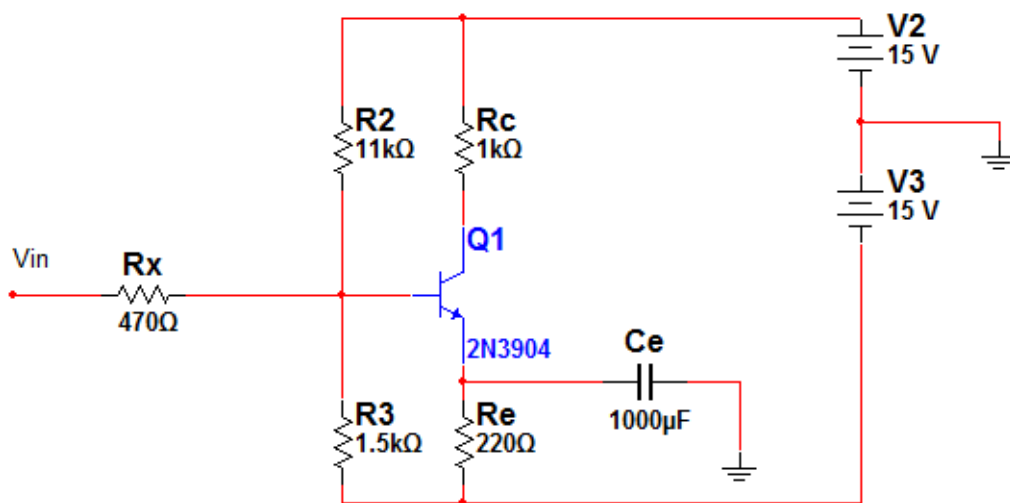 V2
15 V
R2
11kΩ
Rc
1kΩ
V3
15 V
Q1
Vin
Rx
470Ω
2N3904
Ce
1000µF
R3
1.5kΩ
Re
220Ω